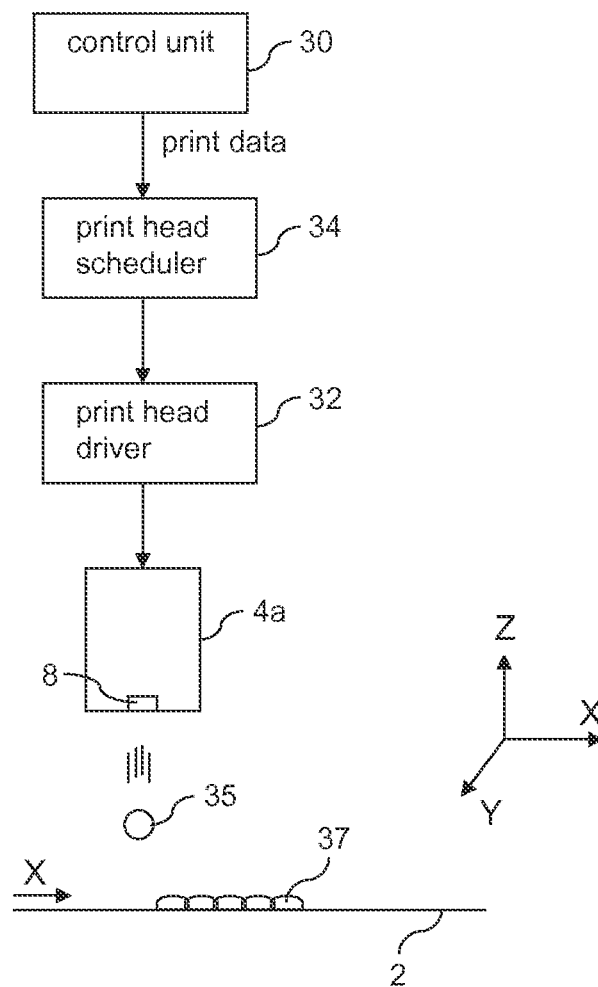 control unit
30
print data
print head
scheduler
34
print head
driver
32
4a
8
Z
X
Y
35
X
37
2